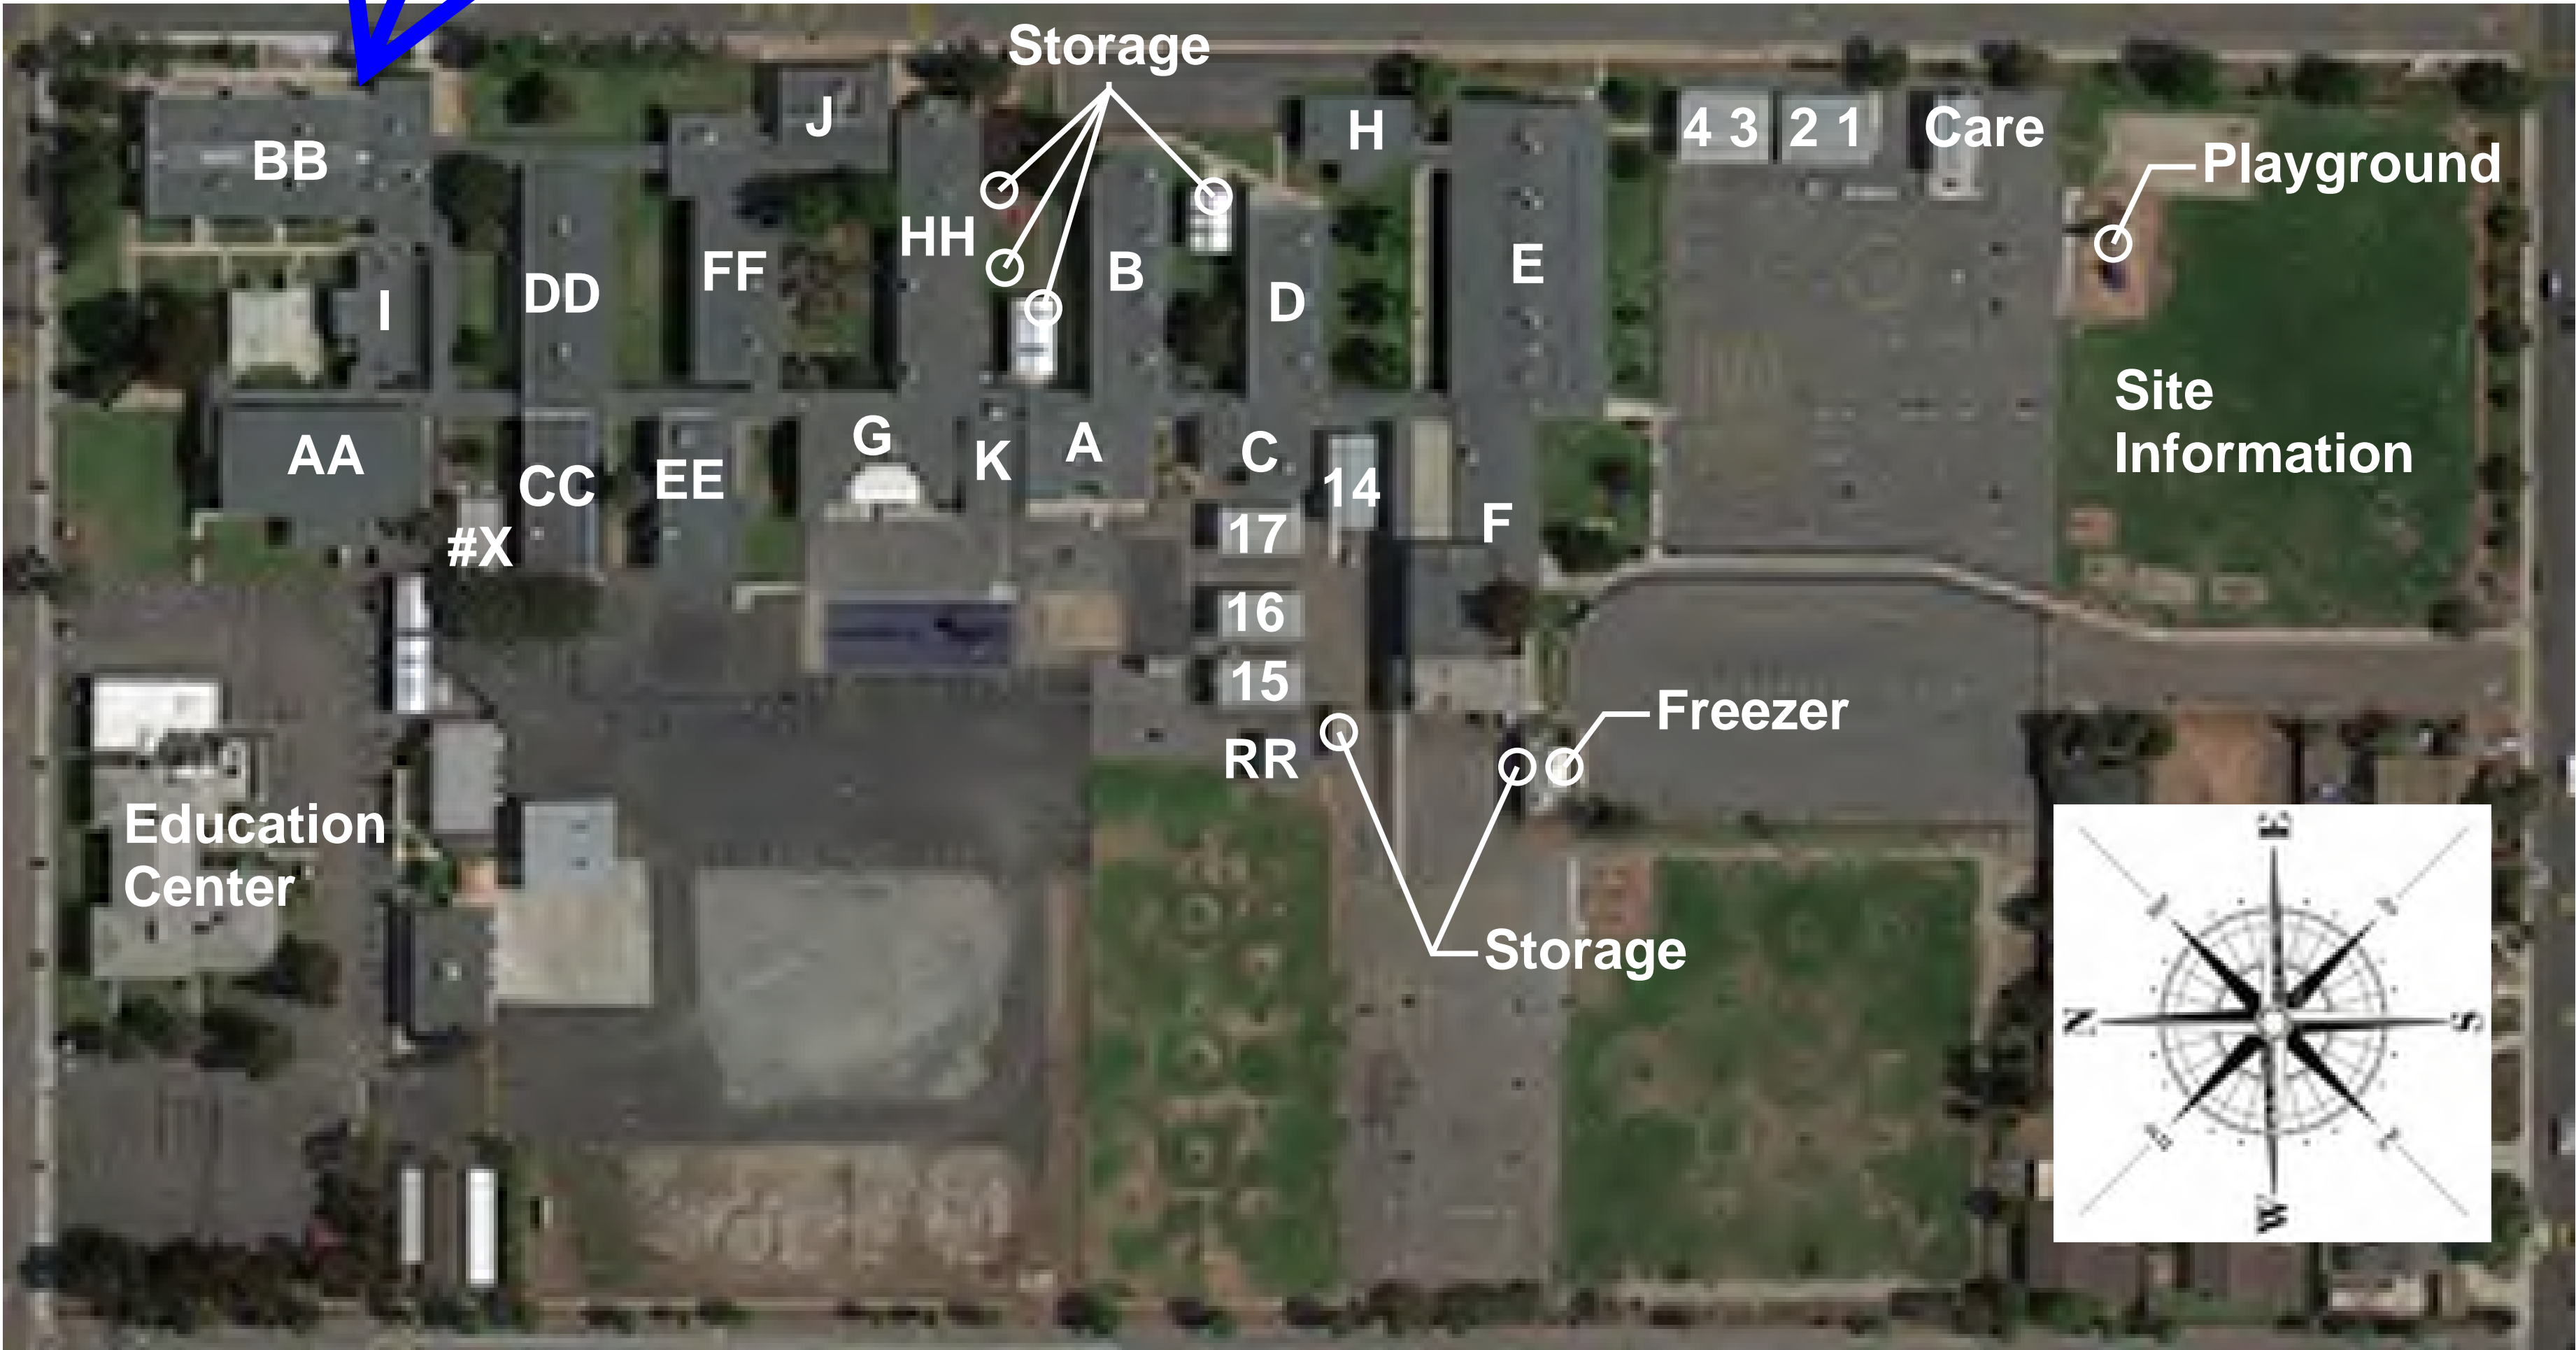 Storage
J
H
4 3
2 1
Care
BB
Playground
HH
FF
B
E
DD
I
D
Site
Information
G
A
K
C
AA
CC
EE
14
#X
17
F
16
15
Freezer
RR
Education
Center
Storage
E
N
S
W